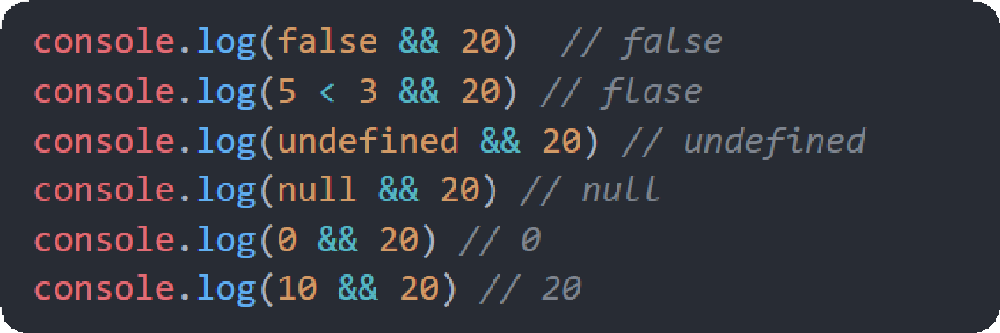 console.log(false && 20)  // false
console.log(5 < 3 && 20) // flase
console.log(undefined && 20) // undefined
console.log(null && 20) // null
console.log(0 && 20) // 0
console.log(10 && 20) // 20